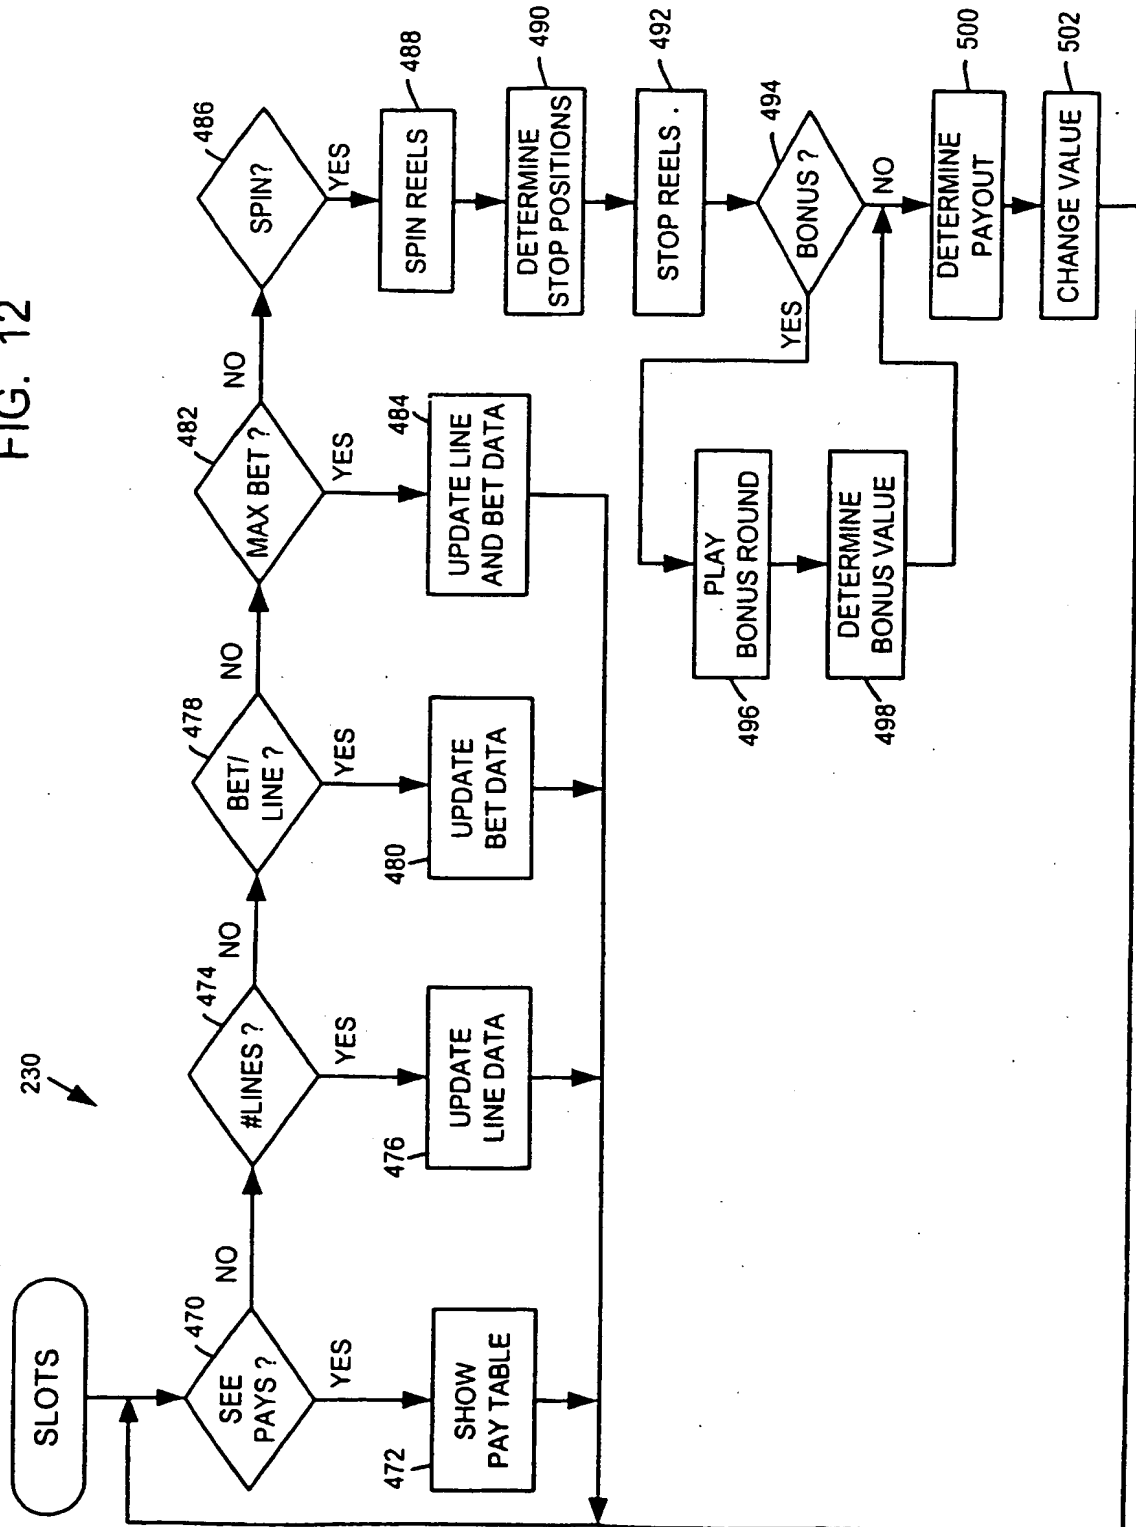 FIG. 12
230
SLOTS
470
SEE
PAYS ?
NO
YES
472
SHOW
PAY TABLE
474
#LINES ?
NO
YES
476
UPDATE
LINE DATA
478
BET/
LINE ?
NO
YES
480
UPDATE
BET DATA
482
MAX BET ?
NO
YES
484
UPDATE LINE
AND BET DATA
486
SPIN?
YES
488
SPIN REELS
490
DETERMINE
STOP POSITIONS
492
STOP REELS
494
BONUS ?
YES
NO
496
PLAY
BONUS ROUND
498
DETERMINE
BONUS VALUE
500
DETERMINE
PAYOUT
502
CHANGE VALUE